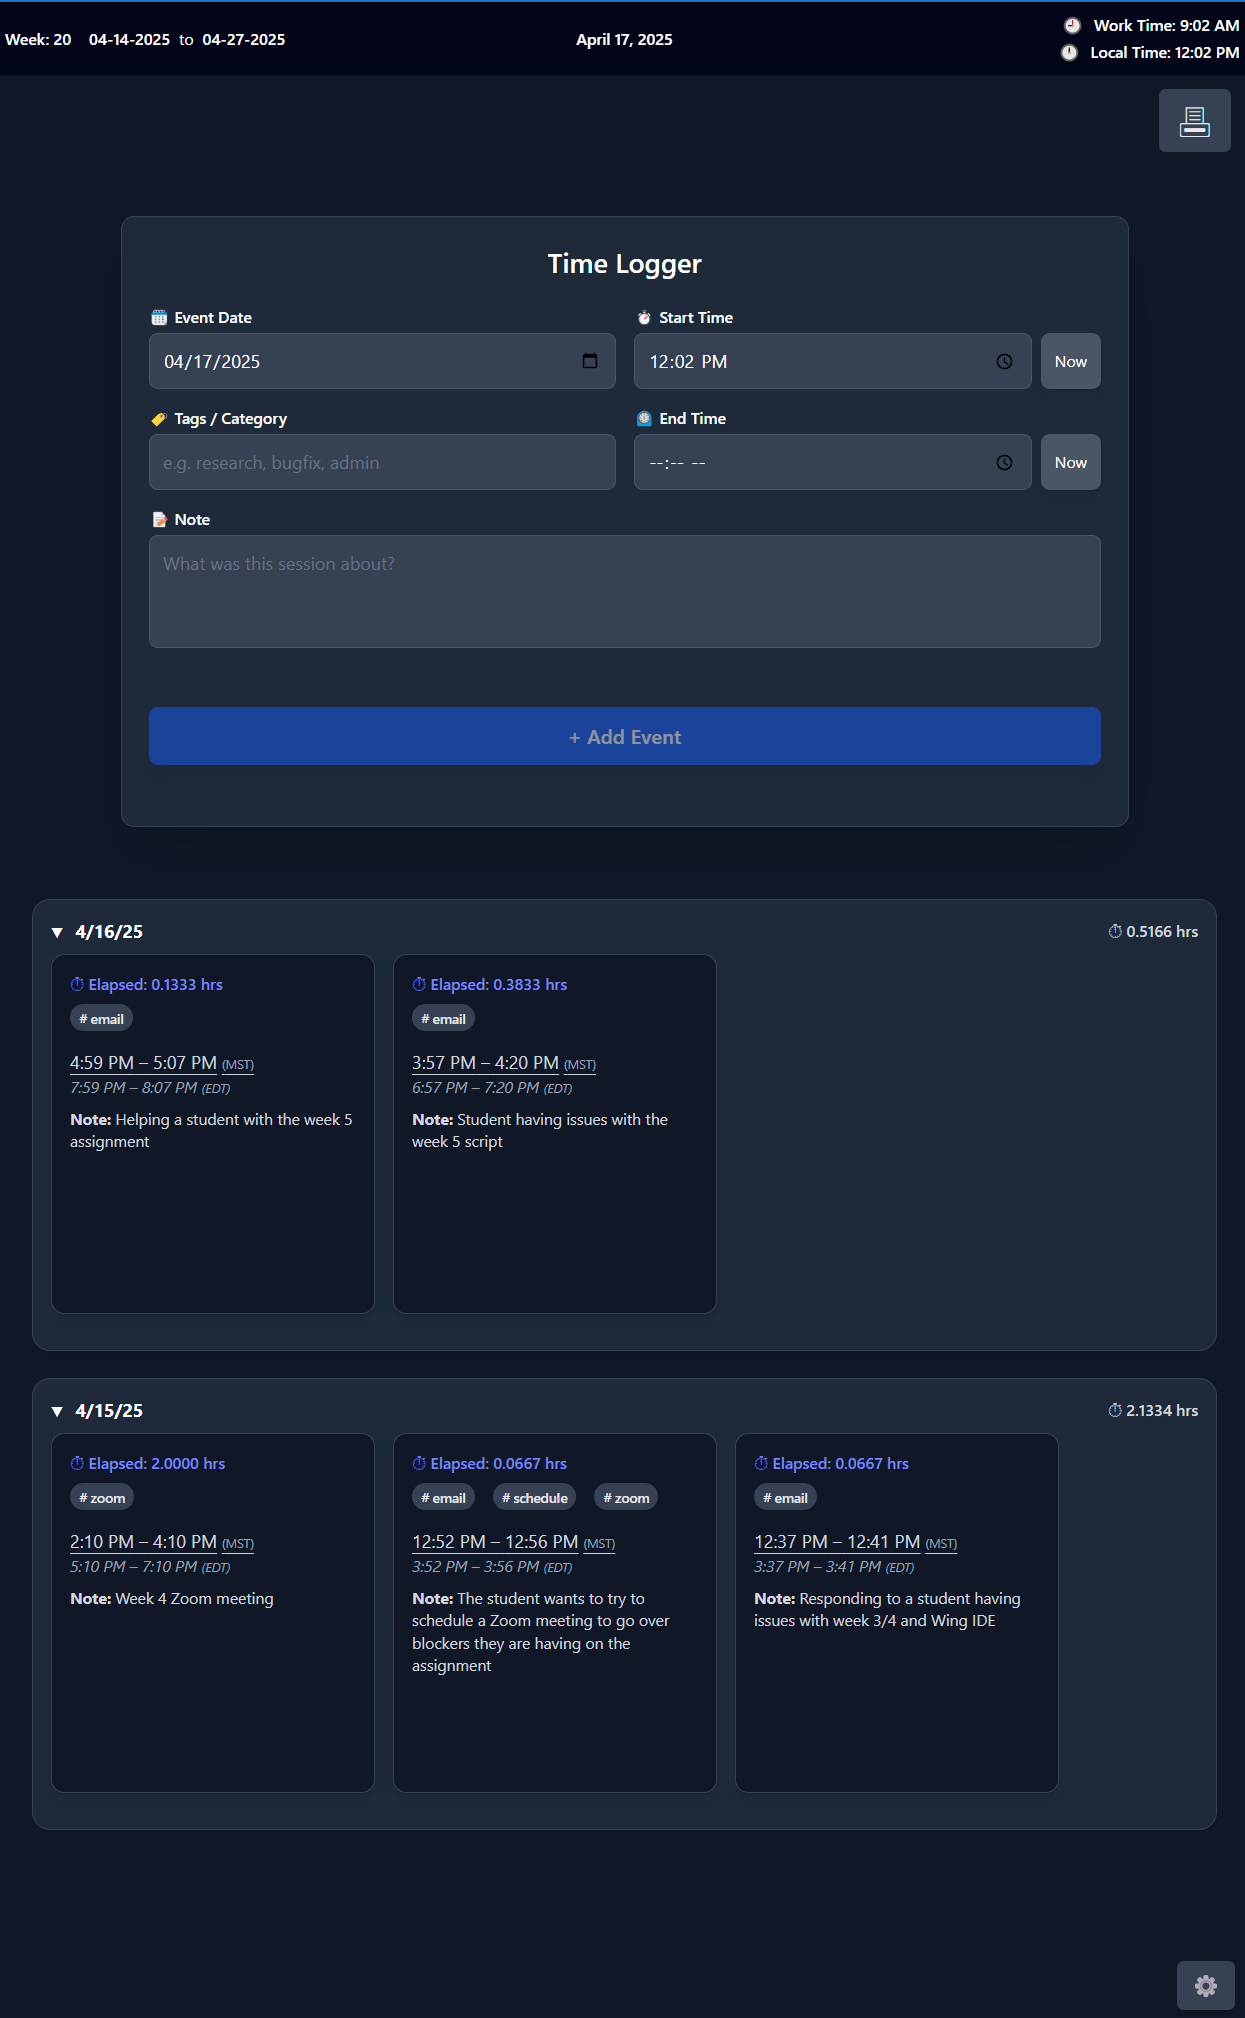 Week: 20 04-14-2025 to 04-27-2025
April 17, 2025
Work Time: 9:02 AM
Local Time: 12:02 PM
Time Logger
Event Date
04/17/2025
Start Time
12:02 PM
Now
Tags / Category
e.g. research, bugfix, admin
End Time
--:-- --
Now
Note
What was this session about?
+ Add Event
4/16/25
0.5166 hrs
Elapsed: 0.1333 hrs
# email
4:59 PM – 5:07 PM (MST)
7:59 PM – 8:07 PM (EDT)
Note: Helping a student with the week 5
assignment
Elapsed: 0.3833 hrs
# email
3:57 PM – 4:20 PM (MST)
6:57 PM – 7:20 PM (EDT)
Note: Student having issues with the
week 5 script
4/15/25
2.1334 hrs
Elapsed: 2.0000 hrs
# zoom
2:10 PM – 4:10 PM (MST)
5:10 PM – 7:10 PM (EDT)
Note: Week 4 Zoom meeting
Elapsed: 0.0667 hrs
# email # schedule # zoom
12:52 PM – 12:56 PM (MST)
3:52 PM – 3:56 PM (EDT)
Note: The student wants to try to
schedule a Zoom meeting to go over
blockers they are having on the
assignment
Elapsed: 0.0667 hrs
# email
12:37 PM – 12:41 PM (MST)
3:37 PM – 3:41 PM (EDT)
Note: Responding to a student having
issues with week 3/4 and Wing IDE